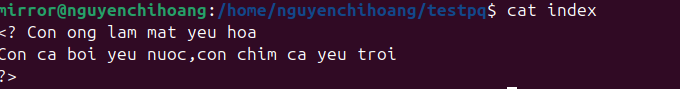 mirror@nguyenchihoang:/home/nguyenchihoang/testpq$ cat index
<? Con ong lam mat yeu hoa
Con ca boi yeu nuoc,con chim ca yeu troi
?>